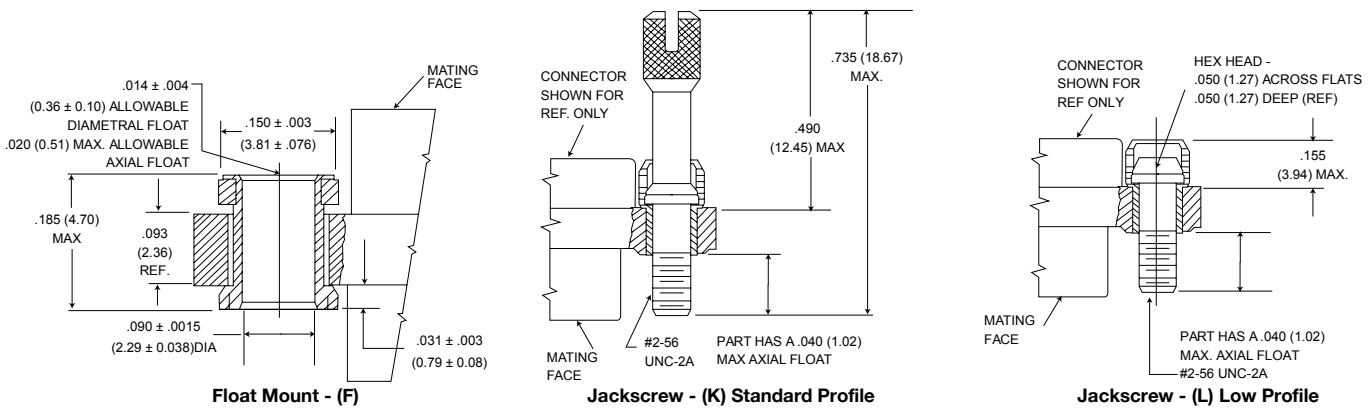 .014 ± .004
(0.36 ± 0.10) ALLOWABLE
DIAMETRAL FLOAT
.020 (0.51) MAX. ALLOWABLE
AXIAL FLOAT
.150 ± .003
(3.81 ± .076)
MATING
FACE
.185 (4.70)
MAX
.093
(2.36)
REF.
.090 ± .0015
(2.29 ± 0.038)DIA
.031 ± .003
(0.79 ± 0.08)
Float Mount - (F)
CONNECTOR
SHOWN FOR
REF. ONLY
.735 (18.67)
MAX.
.490
(12.45) MAX
MATING
FACE
#2-56
UNC-2A
PART HAS A .040 (1.02)
MAX AXIAL FLOAT
Jackscrew - (K) Standard Profile
CONNECTOR
SHOWN FOR
REF ONLY
HEX HEAD -
.050 (1.27) ACROSS FLATS
.050 (1.27) DEEP (REF)
.155
(3.94) MAX.
MATING
FACE
PART HAS A .040 (1.02)
MAX. AXIAL FLOAT
#2-56 UNC-2A
Jackscrew - (L) Low Profile